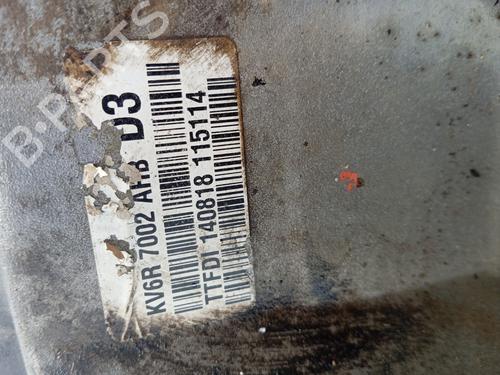 D3
KV6R 7002 AHB
TTFDI 140818 115114
B-PARTS